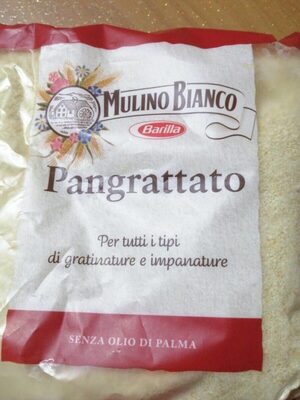 MULINO BIANCO
Barilla
Pangrattato
Per tutti i tipi
di gratinature e impanature
SENZA OLIO DI PALMA